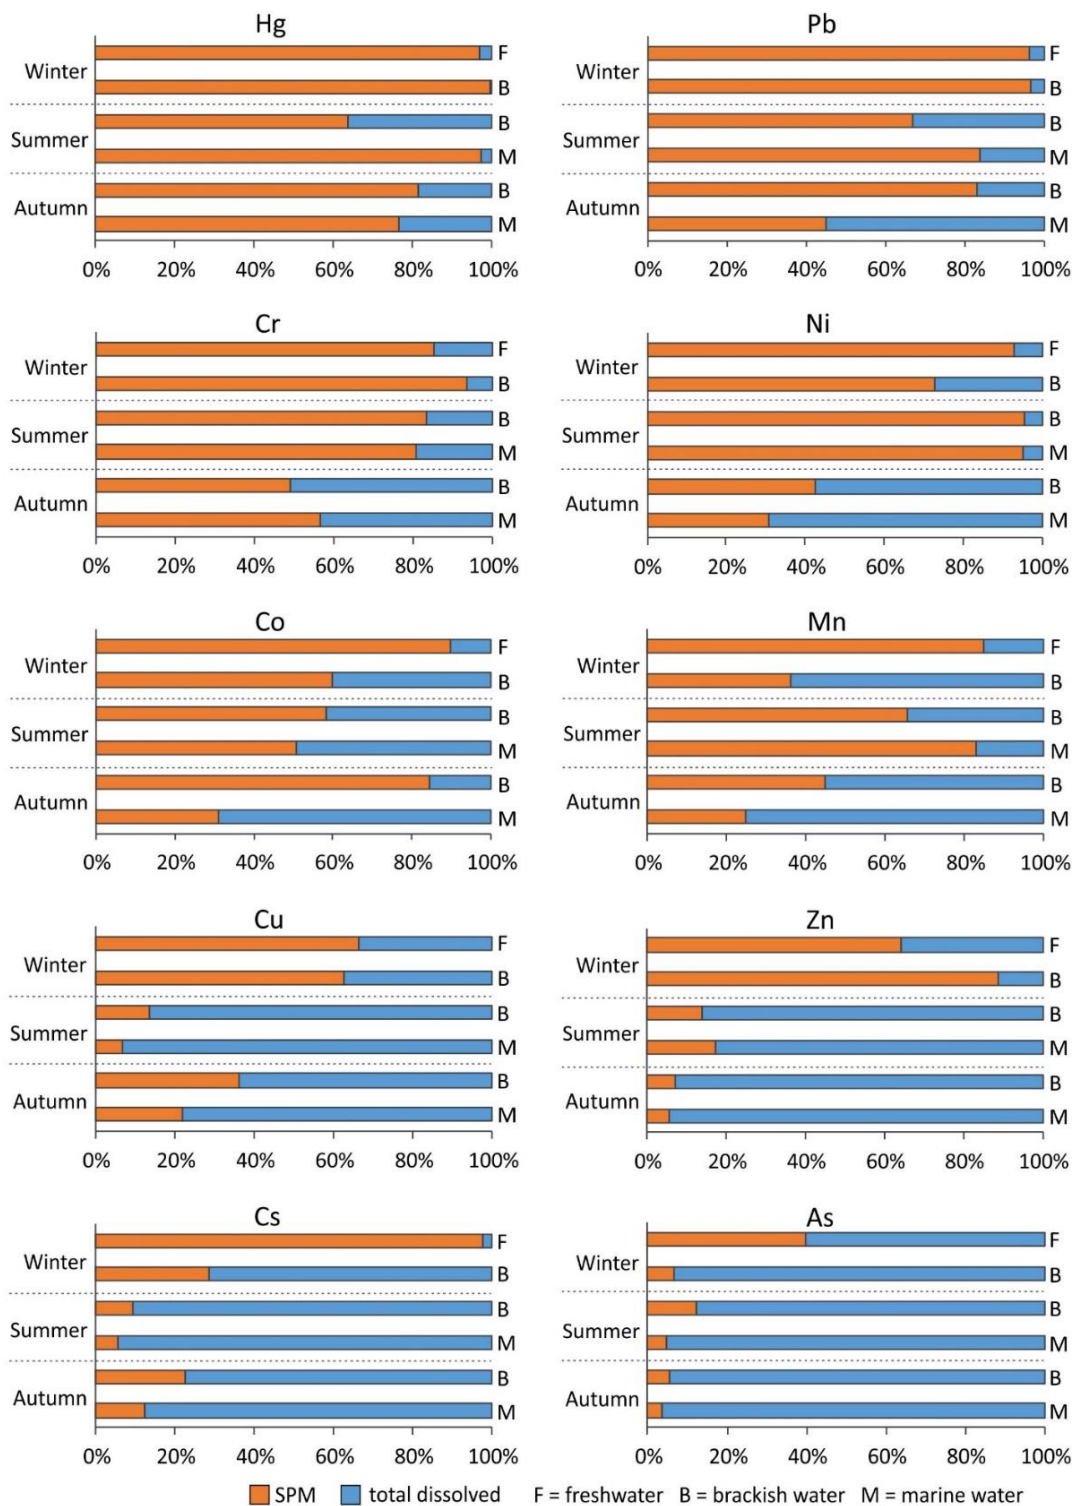 Hg
Winter
F
B
Summer
B
M
Autumn
B
M
0% 20% 40% 60% 80% 100%
Pb
Winter
F
B
Summer
B
M
Autumn
B
M
0% 20% 40% 60% 80% 100%
Cr
Winter
F
B
Summer
B
M
Autumn
B
M
0% 20% 40% 60% 80% 100%
Ni
Winter
F
B
Summer
B
M
Autumn
B
M
0% 20% 40% 60% 80% 100%
Co
Winter
F
B
Summer
B
M
Autumn
B
M
0% 20% 40% 60% 80% 100%
Mn
Winter
F
B
Summer
B
M
Autumn
B
M
0% 20% 40% 60% 80% 100%
Cu
Winter
F
B
Summer
B
M
Autumn
B
M
0% 20% 40% 60% 80% 100%
Zn
Winter
F
B
Summer
B
M
Autumn
B
M
0% 20% 40% 60% 80% 100%
Cs
Winter
F
B
Summer
B
M
Autumn
B
M
0% 20% 40% 60% 80% 100%
As
Winter
F
B
Summer
B
M
Autumn
B
M
0% 20% 40% 60% 80% 100%
SPM total dissolved F = freshwater B = brackish water M = marine water